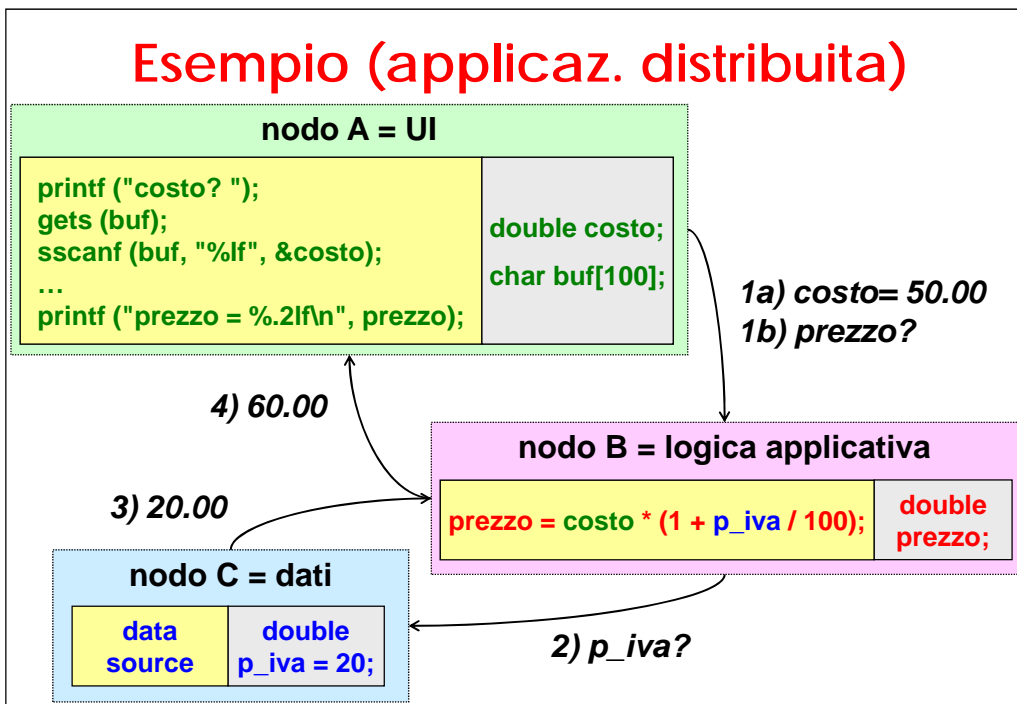 Esempio (applicaz. distribuita)
nodo A = UI
printf ("costo? ");
gets (buf);
sscanf (buf, "%lf", &costo);
…
printf ("prezzo = %.2lf\n", prezzo);
double costo;
char buf[100];
1a) costo= 50.00
1b) prezzo?
4) 60.00
nodo B = logica applicativa
prezzo = costo * (1 + p_iva / 100);
double
prezzo;
3) 20.00
nodo C = dati
data
source
double
p_iva = 20;
2) p_iva?